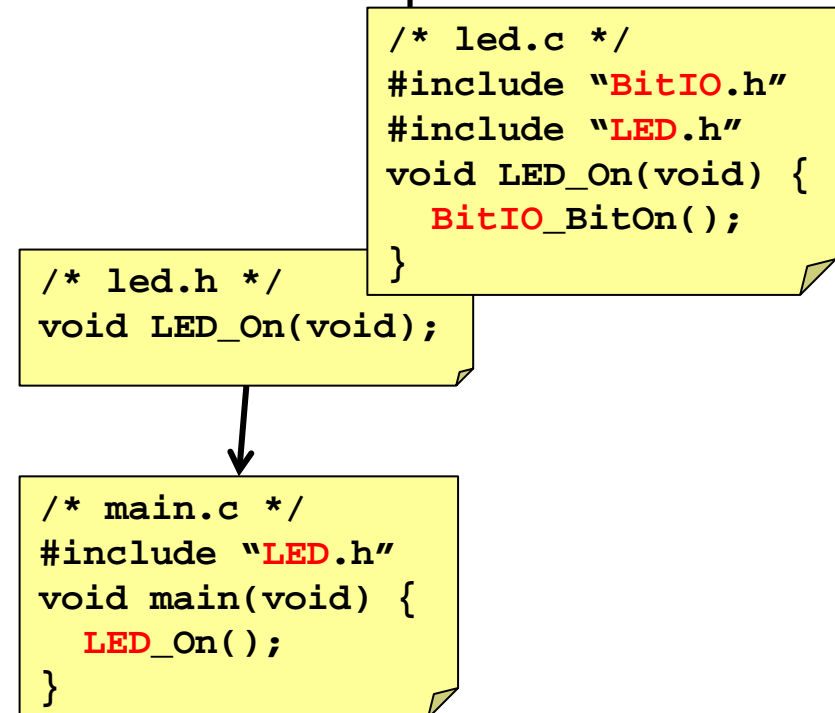 /* led.c */
#include “BitIO.h”
#include “LED.h”
void LED_On(void) {
  BitIO_BitOn();
}
/* led.h */
void LED_On(void);
/* main.c */
#include “LED.h”
void main(void) {
  LED_On();
}